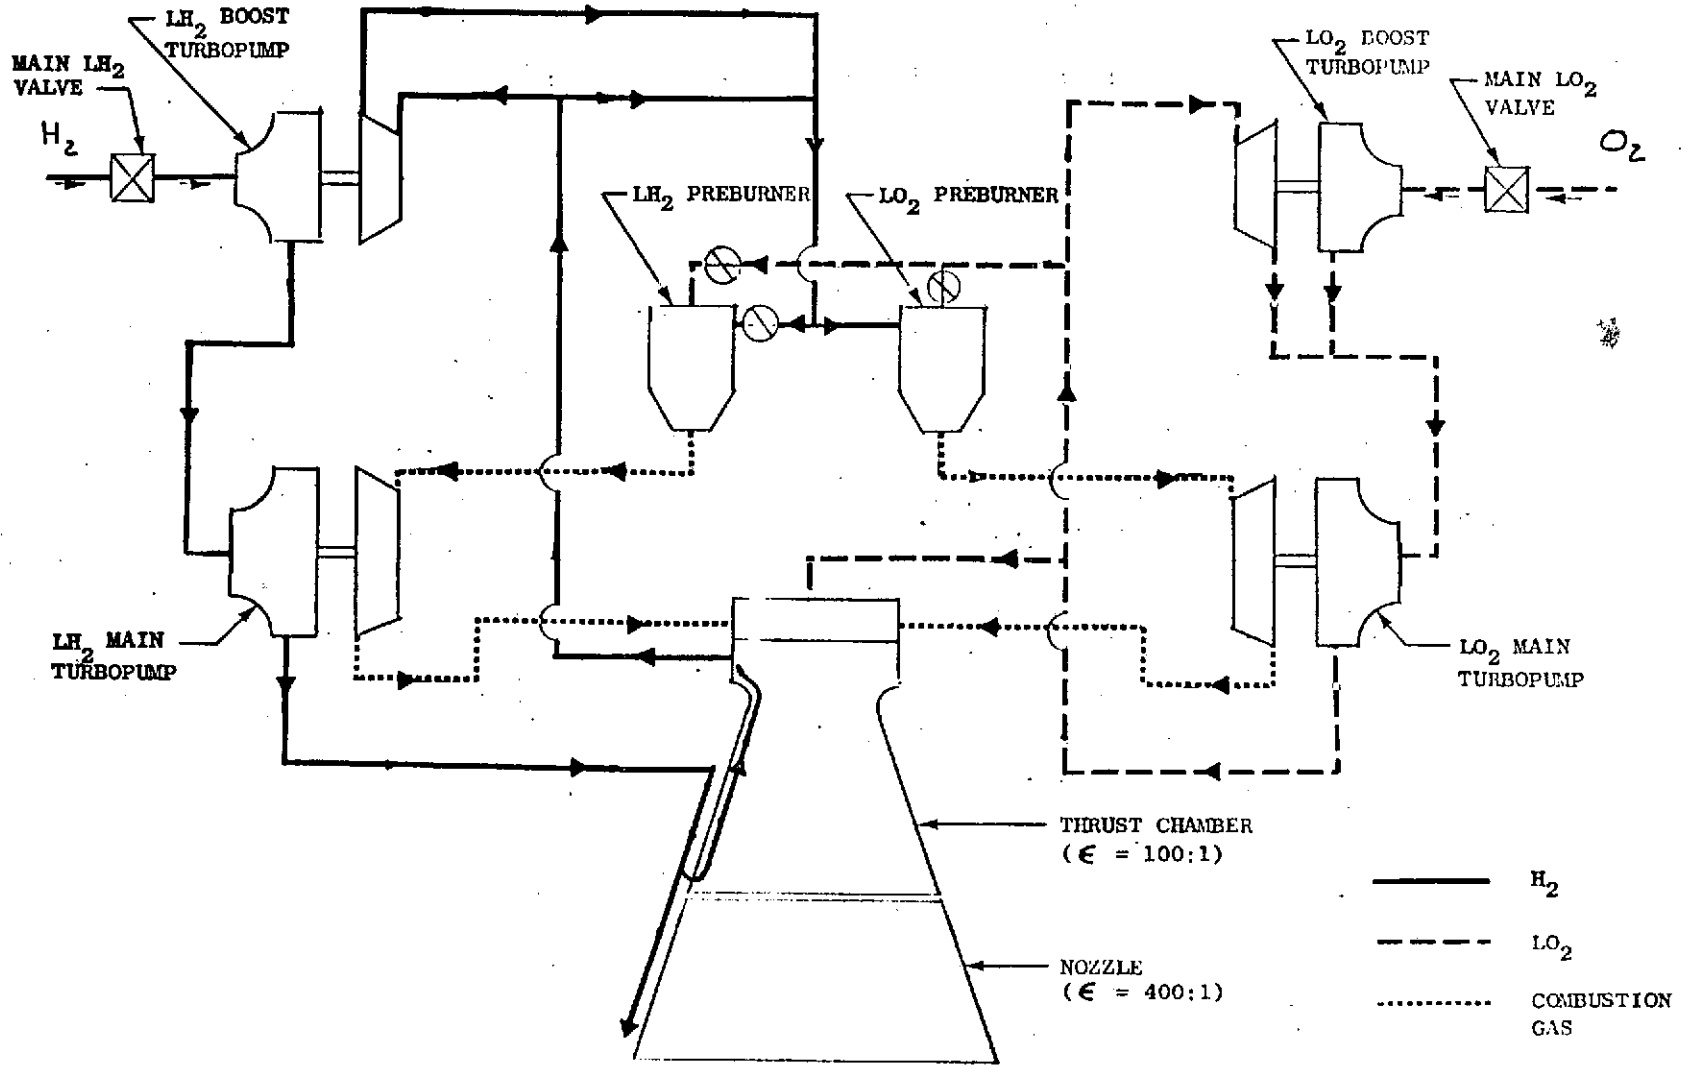 LH2 BOOST
TURBOPUMP
MAIN LH2
VALVE
H2
LO2 BOOST
TURBOPUMP
MAIN LO2
VALVE
O2
LH2 PREBURNER
LO2 PREBURNER
LH2 MAIN
TURBOPUMP
LO2 MAIN
TURBOPUMP
THRUST CHAMBER
(ϵ = 100:1)
NOZZLE
(ϵ = 400:1)
H2
LO2
COMBUSTION
GAS